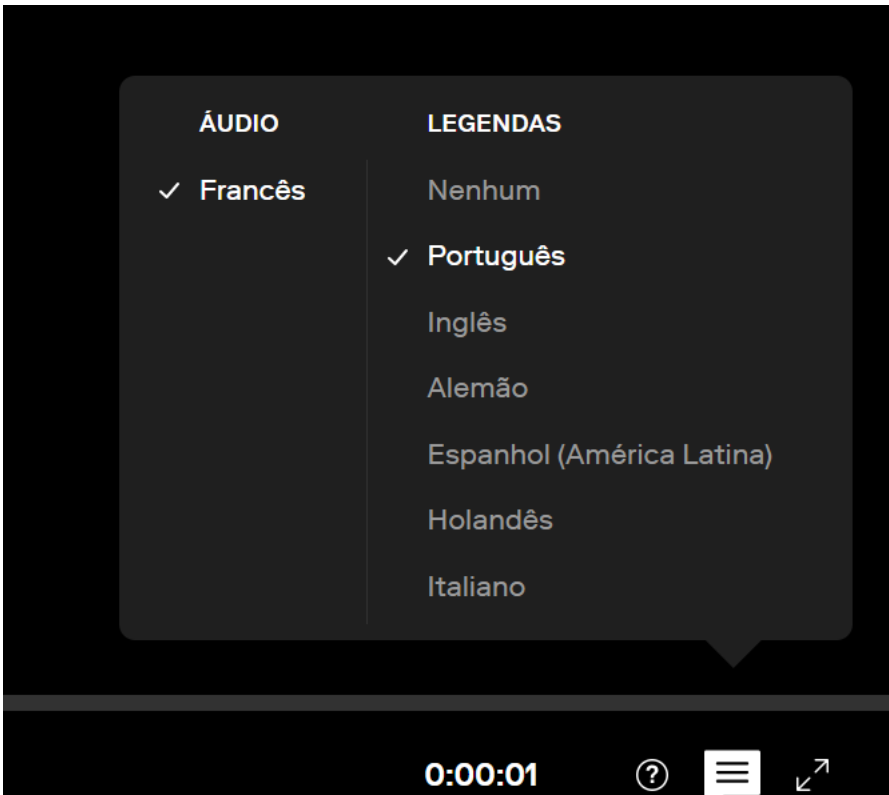 ÁUDIO
Francês
LEGENDAS
Nenhum
Português
Inglês
Alemão
Espanhol (América Latina)
Holandês
Italiano
0:00:01
?